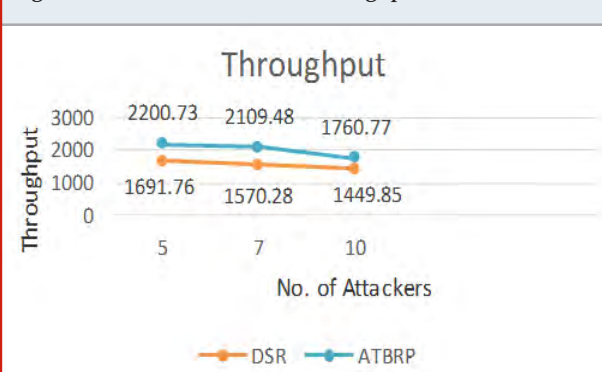 Throughput
Throughput
3000
2000
1000
0
2200.73
2109.48
1760.77
1691.76
1570.28
1449.85
5
7
10
No. of Attackers
DSR
ATBRP